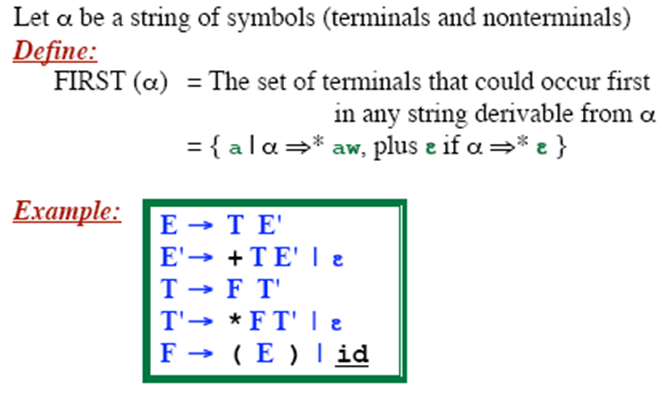 Let α be a string of symbols (terminals and nonterminals)
Define:
FIRST (α) = The set of terminals that could occur first
in any string derivable from α
= { a | α ⇒* aw, plus ε if α ⇒* ε }
Example:
E → T E'
E' → + T E' | ε
T → F T'
T' → * F T' | ε
F → ( E ) | id